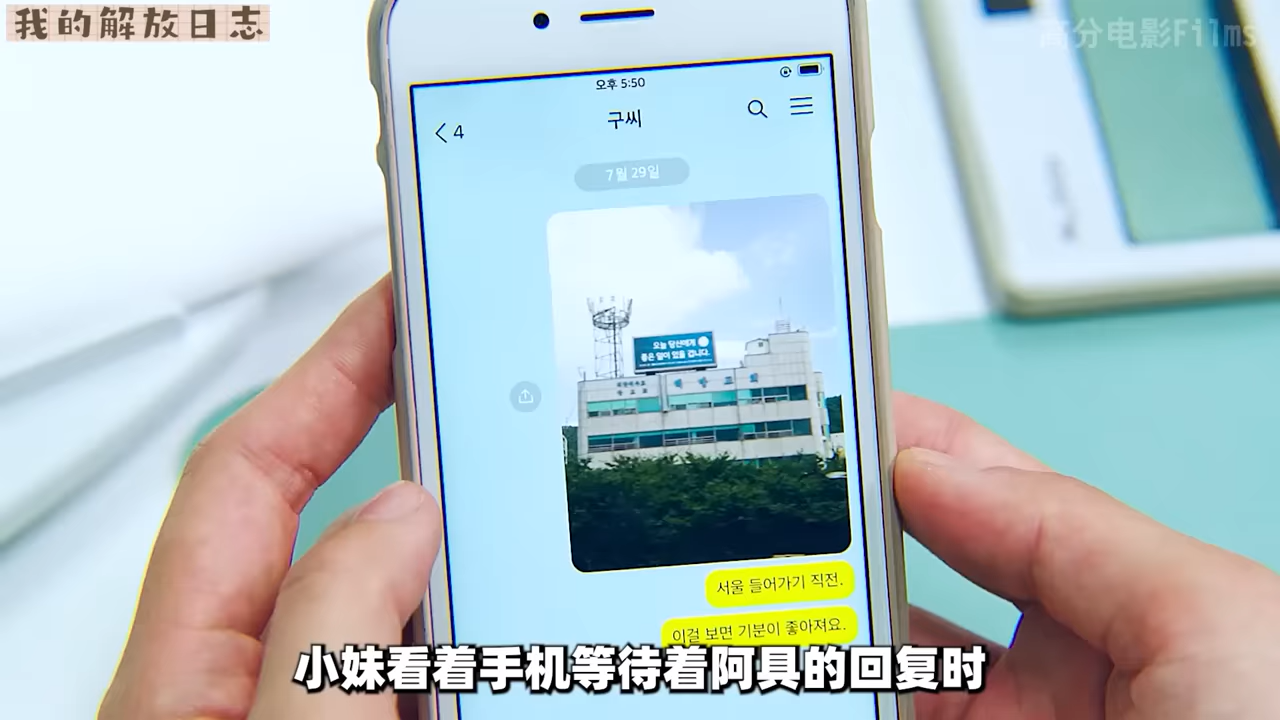 我的解放日志
高分电影Films
오후 5:50
4
구씨
7월 29일
오늘 당신에게
좋은 일이 있을 겁니다.
해방교회
서울 들어가기 직전.
이걸 보면 기분이 좋아져요.
小妹看着手机等待着阿具的回复时